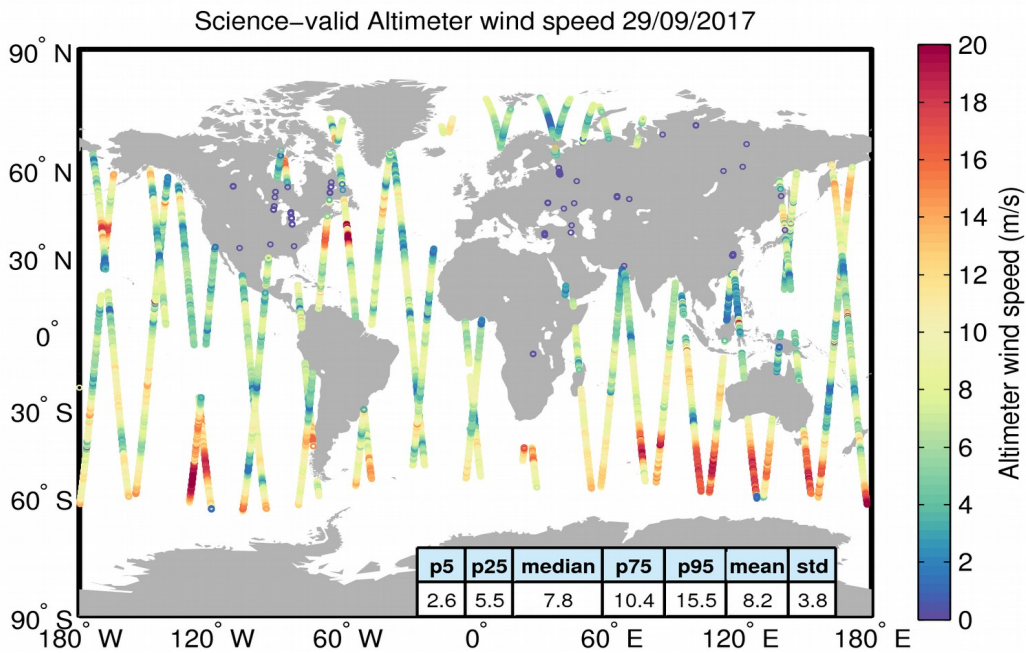 Science−valid Altimeter wind speed 29/09/2017
90° N
60° N
30° N
0°
30° S
60° S
90° S
180° W
120° W
60° W
0°
60° E
120° E
180° E
p5 p25 median p75 p95 mean std
2.6 5.5 7.8 10.4 15.5 8.2 3.8
20
18
16
14
12
10
8
6
4
2
0
Altimeter wind speed (m/s)